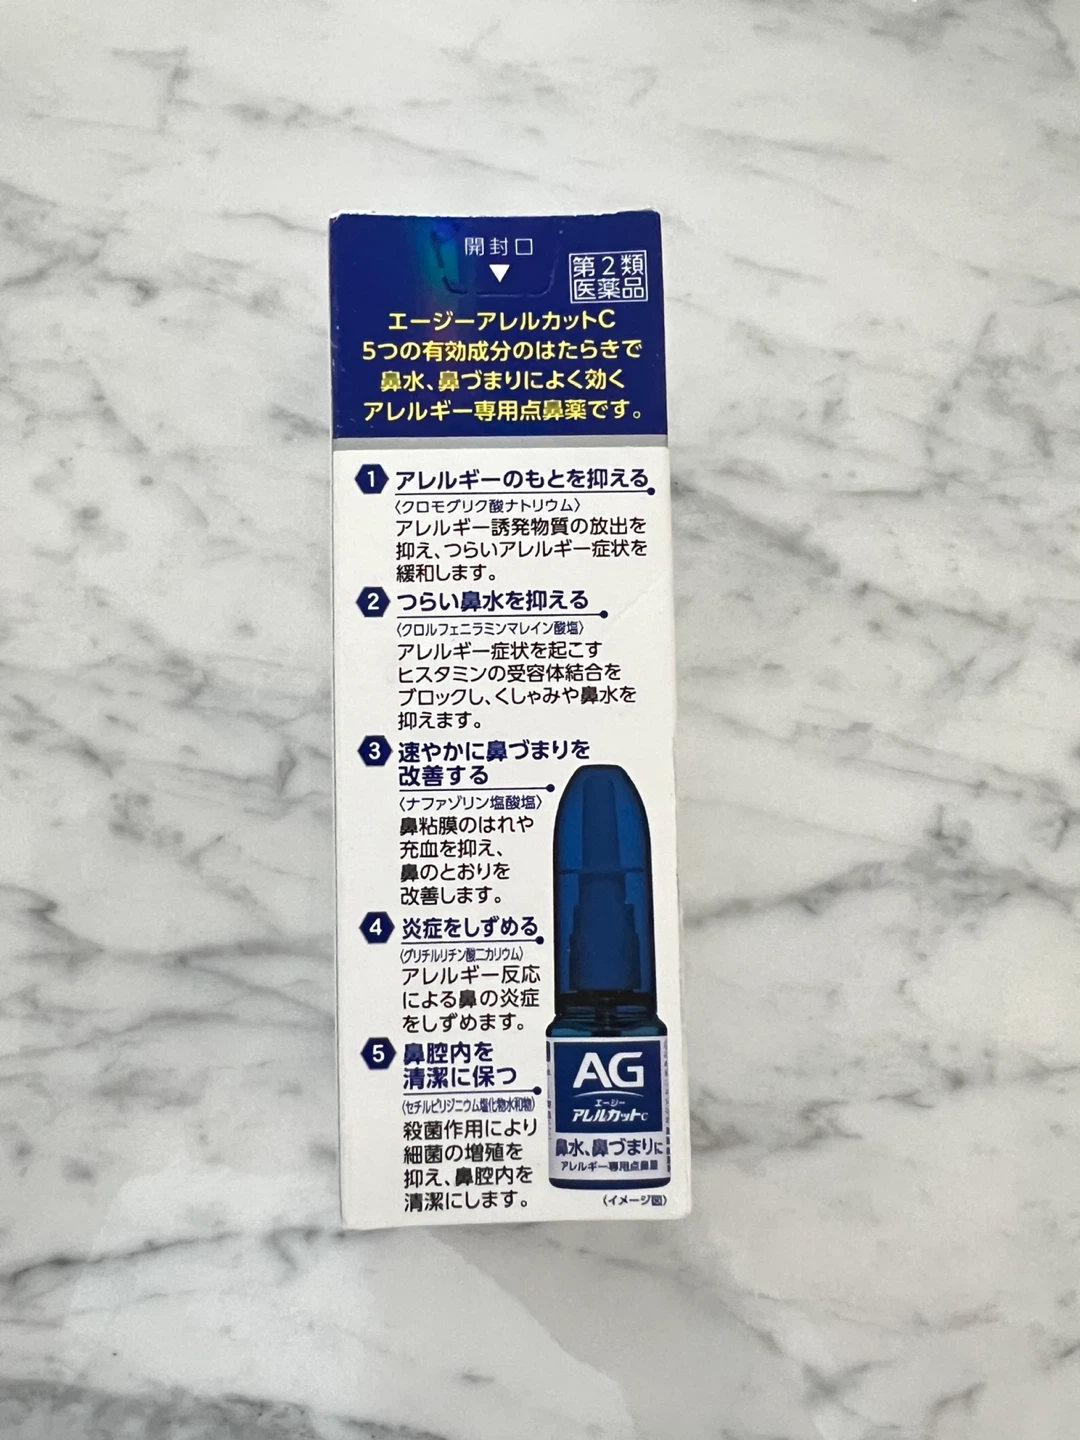 開封口
第2類
医薬品
エージーアレルカットC
5つの有効成分のはたらきで
鼻水、鼻づまりによく効く
アレルギー専用点鼻薬です。
1 アレルギーのもとを抑える
〈クロモグリク酸ナトリウム〉
アレルギー誘発物質の放出を
抑え、つらいアレルギー症状を
緩和します。
2 つらい鼻水を抑える
〈クロルフェニラミンマレイン酸塩〉
アレルギー症状を起こす
ヒスタミンの受容体結合を
ブロックし、くしゃみや鼻水を
抑えます。
3 速やかに鼻づまりを
改善する
〈ナファゾリン塩酸塩〉
鼻粘膜のはれや
充血を抑え、
鼻のとおりを
改善します。
4 炎症をしずめる
〈グリチルリチン酸二カリウム〉
アレルギー反応
による鼻の炎症
をしずめます。
5 鼻腔内を
清潔に保つ
〈セチルピリジニウム塩化物水和物〉
殺菌作用により
細菌の増殖を
抑え、鼻腔内を
清潔にします。
AG
エージー
アレルカットC
鼻水、鼻づまりに
アレルギー専用点鼻薬
〈イメージ図〉